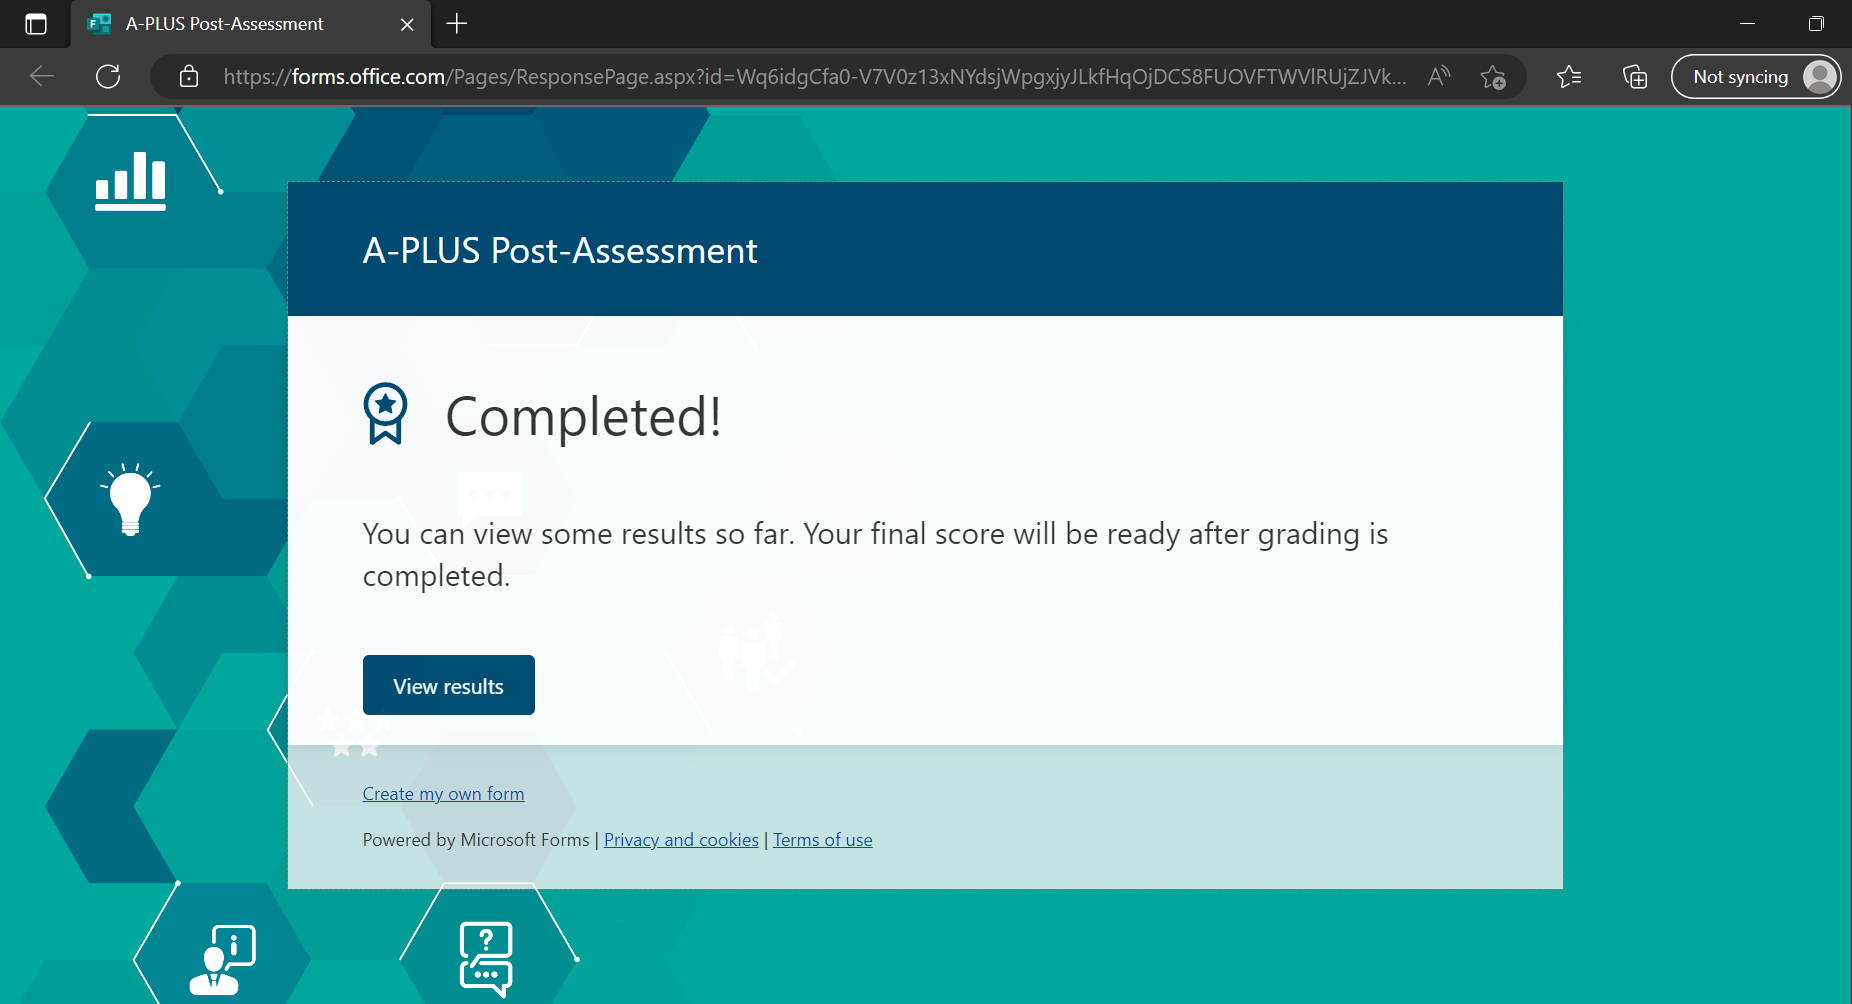 A-PLUS Post-Assessment
https://forms.office.com/Pages/ResponsePage.aspx?id=Wq6idgCfa0-V7V0z13xNYdsjWpgxjyJLkfHqOjDCS8FUOVFTWVlRUjZJVk...
Not syncing
A-PLUS Post-Assessment
Completed!
You can view some results so far. Your final score will be ready after grading is
completed.
View results
Create my own form
Powered by Microsoft Forms | Privacy and cookies | Terms of use